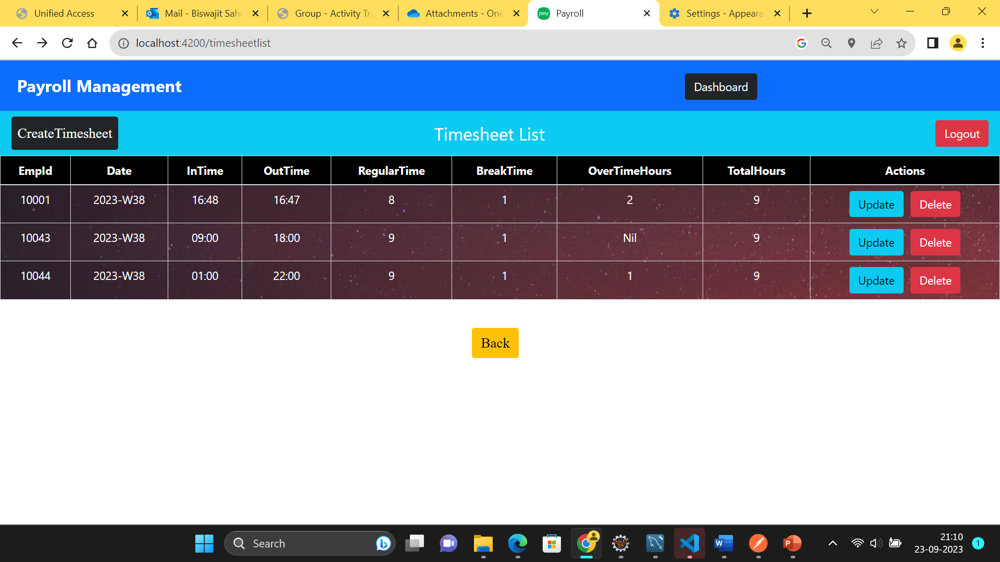 Unified Access
Mail - Biswajit Saho
Group - Activity Tra
Attachments - One
pay Payroll
Settings - Appeara
localhost:4200/timesheetlist
Payroll Management
Dashboard
CreateTimesheet
Timesheet List
Logout
EmpId Date InTime OutTime RegularTime BreakTime OverTimeHours TotalHours Actions
10001 2023-W38 16:48 16:47 8 1 2 9 Update Delete
10043 2023-W38 09:00 18:00 9 1 Nil 9 Update Delete
10044 2023-W38 01:00 22:00 9 1 1 9 Update Delete
Back
Search
21:10
23-09-2023
1